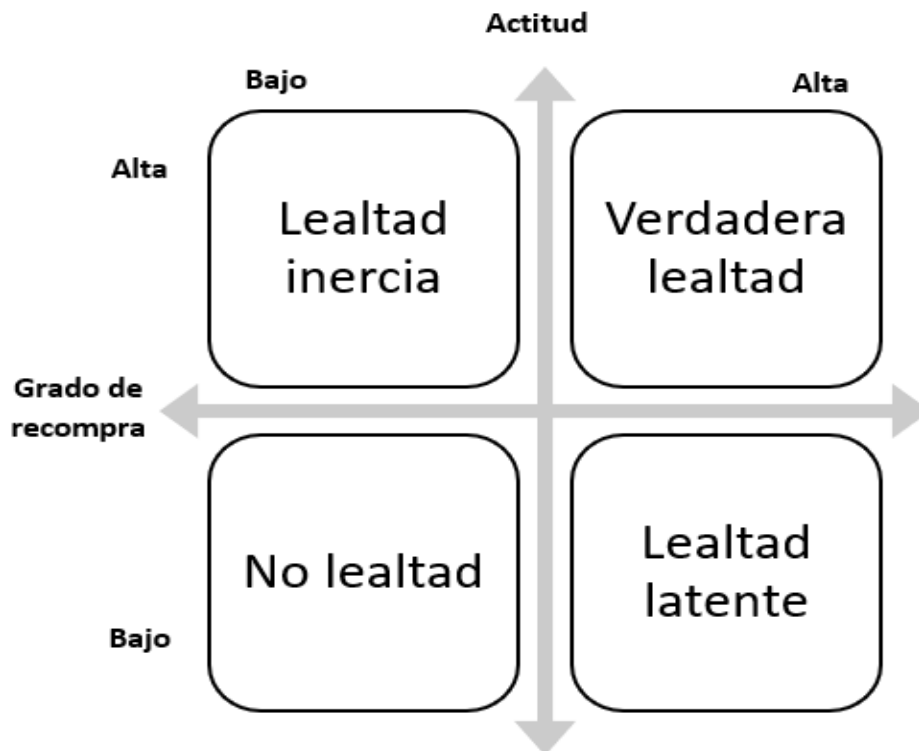 Actitud
Bajo
Alta
Alta
Lealtad
inercia
Verdadera
lealtad
Grado de
recompra
No lealtad
Lealtad
latente
Bajo